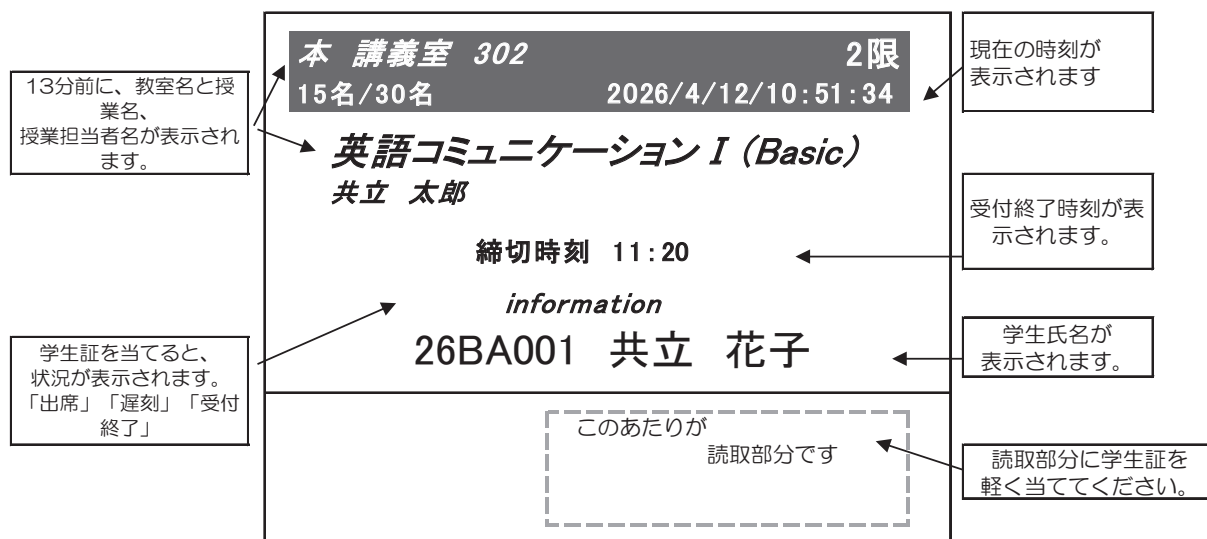 本 講義室 302 2限
15名/30名 2026/4/12/10:51:34
英語コミュニケーション I (Basic)
共立 太郎
締切時刻 11:20
information
26BA001 共立 花子
このあたりが
読取部分です
13分前に、教室名と授
業名、
授業担当者名が表示され
ます。
学生証を当てると、
状況が表示されます。
「出席」「遅刻」「受付
終了」
現在の時刻が
表示されます
受付終了時刻が表
示されます。
学生氏名が
表示されます。
読取部分に学生証を
軽く当ててください。